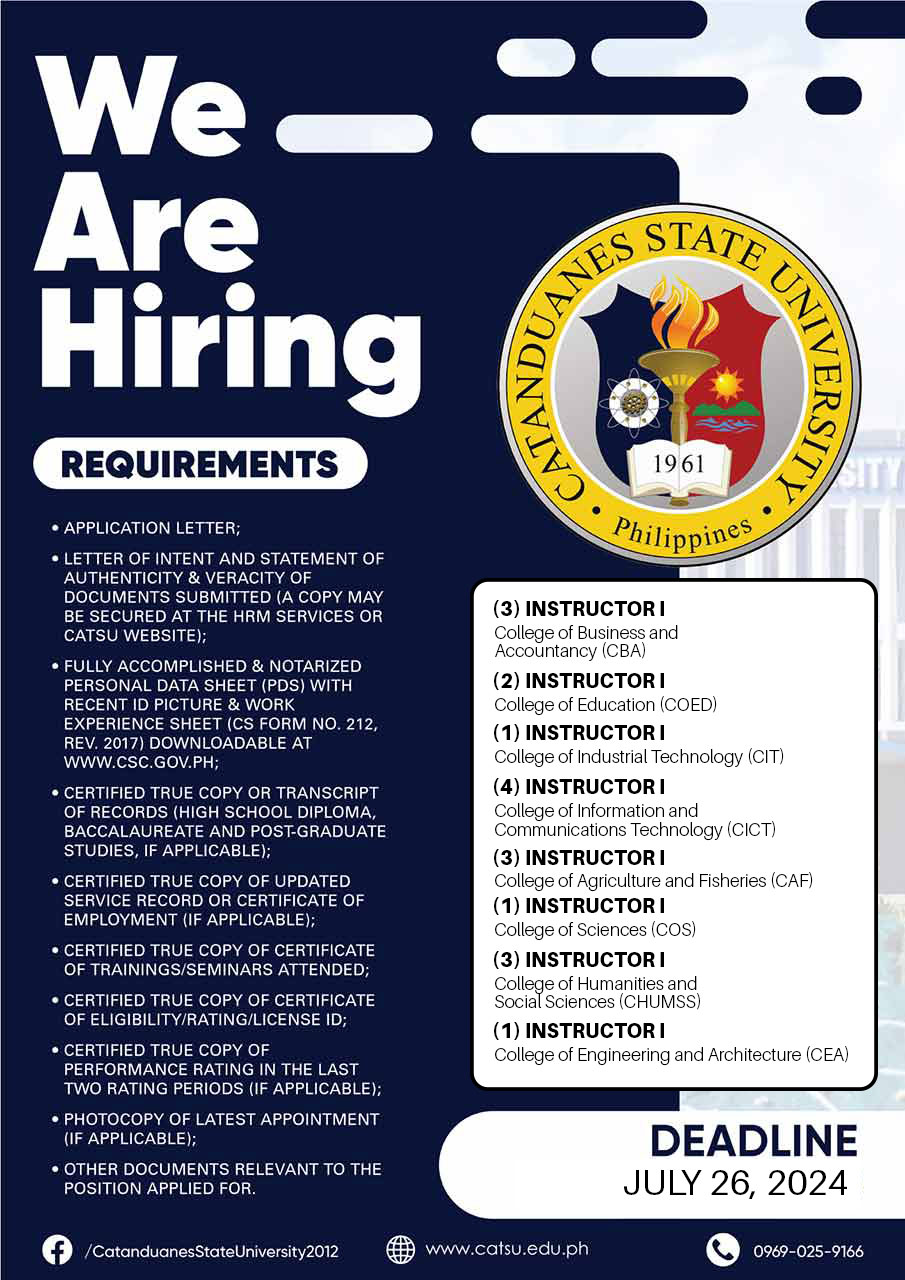 We
Are
Hiring
CATANDUANES STATE UNIVERSITY
1961
• Philippines •
REQUIREMENTS
• APPLICATION LETTER;
• LETTER OF INTENT AND STATEMENT OF
AUTHENTICITY & VERACITY OF
DOCUMENTS SUBMITTED (A COPY MAY
BE SECURED AT THE HRM SERVICES OR
CATSU WEBSITE);
• FULLY ACCOMPLISHED & NOTARIZED
PERSONAL DATA SHEET (PDS) WITH
RECENT ID PICTURE & WORK
EXPERIENCE SHEET (CS FORM NO. 212,
REV. 2017) DOWNLOADABLE AT
WWW.CSC.GOV.PH;
• CERTIFIED TRUE COPY OR TRANSCRIPT
OF RECORDS (HIGH SCHOOL DIPLOMA,
BACCALAUREATE AND POST-GRADUATE
STUDIES, IF APPLICABLE);
• CERTIFIED TRUE COPY OF UPDATED
SERVICE RECORD OR CERTIFICATE OF
EMPLOYMENT (IF APPLICABLE);
• CERTIFIED TRUE COPY OF CERTIFICATE
OF TRAININGS/SEMINARS ATTENDED;
• CERTIFIED TRUE COPY OF CERTIFICATE
OF ELIGIBILITY/RATING/LICENSE ID;
• CERTIFIED TRUE COPY OF
PERFORMANCE RATING IN THE LAST
TWO RATING PERIODS (IF APPLICABLE);
• PHOTOCOPY OF LATEST APPOINTMENT
(IF APPLICABLE);
• OTHER DOCUMENTS RELEVANT TO THE
POSITION APPLIED FOR.
(3) INSTRUCTOR I
College of Business and
Accountancy (CBA)
(2) INSTRUCTOR I
College of Education (COED)
(1) INSTRUCTOR I
College of Industrial Technology (CIT)
(4) INSTRUCTOR I
College of Information and
Communications Technology (CICT)
(3) INSTRUCTOR I
College of Agriculture and Fisheries (CAF)
(1) INSTRUCTOR I
College of Sciences (COS)
(3) INSTRUCTOR I
College of Humanities and
Social Sciences (CHUMSS)
(1) INSTRUCTOR I
College of Engineering and Architecture (CEA)
DEADLINE
JULY 26, 2024
/CatanduanesStateUniversity2012
www.catsu.edu.ph
0969-025-9166